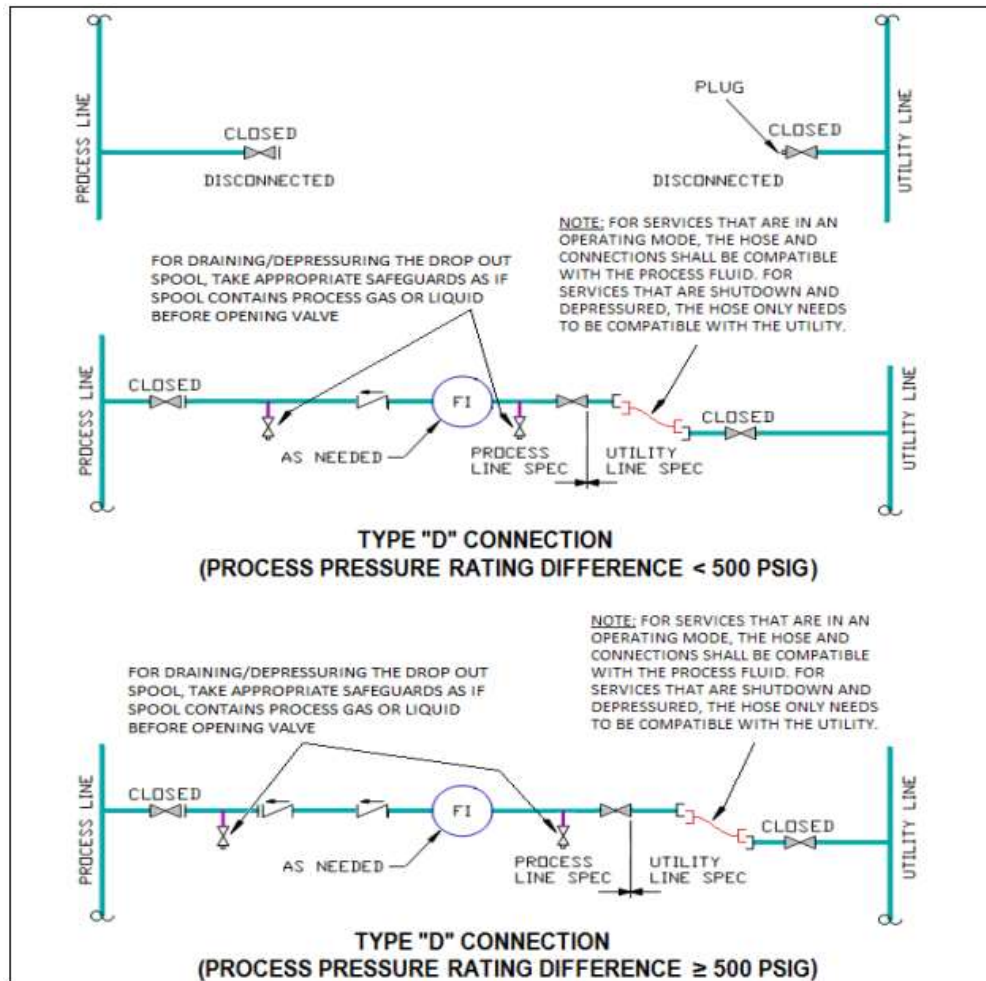 PROCESS LINE
CLOSED
DISCONNECTED
PLUG
CLOSED
DISCONNECTED
UTILITY LINE
FOR DRAINING/DEPRESSURING THE DROP OUT
SPOOL, TAKE APPROPRIATE SAFEGUARDS AS IF
SPOOL CONTAINS PROCESS GAS OR LIQUID
BEFORE OPENING VALVE
NOTE: FOR SERVICES THAT ARE IN AN
OPERATING MODE, THE HOSE AND
CONNECTIONS SHALL BE COMPATIBLE
WITH THE PROCESS FLUID. FOR
SERVICES THAT ARE SHUTDOWN AND
DEPRESSURED, THE HOSE ONLY NEEDS
TO BE COMPATIBLE WITH THE UTILITY.
PROCESS LINE
CLOSED
FI
CLOSED
AS NEEDED
PROCESS
LINE SPEC
UTILITY
LINE SPEC
UTILITY LINE
TYPE "D" CONNECTION
(PROCESS PRESSURE RATING DIFFERENCE < 500 PSIG)
FOR DRAINING/DEPRESSURING THE DROP OUT
SPOOL, TAKE APPROPRIATE SAFEGUARDS AS IF
SPOOL CONTAINS PROCESS GAS OR LIQUID
BEFORE OPENING VALVE
NOTE: FOR SERVICES THAT ARE IN AN
OPERATING MODE, THE HOSE AND
CONNECTIONS SHALL BE COMPATIBLE
WITH THE PROCESS FLUID. FOR
SERVICES THAT ARE SHUTDOWN AND
DEPRESSURED, THE HOSE ONLY NEEDS
TO BE COMPATIBLE WITH THE UTILITY.
PROCESS LINE
CLOSED
FI
CLOSED
AS NEEDED
PROCESS
LINE SPEC
UTILITY
LINE SPEC
UTILITY LINE
TYPE "D" CONNECTION
(PROCESS PRESSURE RATING DIFFERENCE ≥ 500 PSIG)